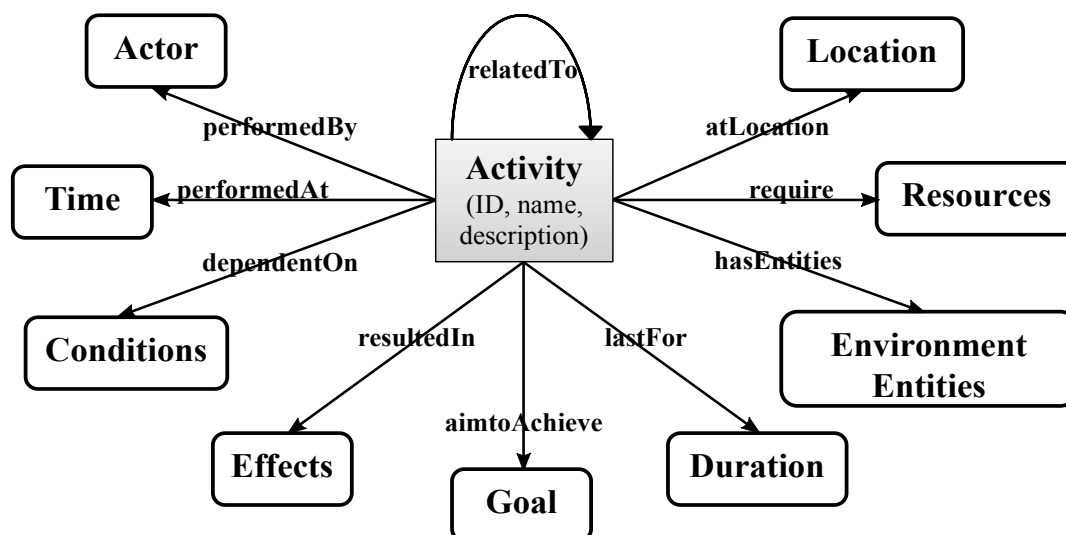 Actor
relatedTo
Location
performedBy
atLocation
Activity
(ID, name,
description)
Time
performedAt
require
Resources
dependentOn
hasEntities
Conditions
resultedIn
lastFor
Environment
Entities
aimtoAchieve
Effects
Duration
Goal